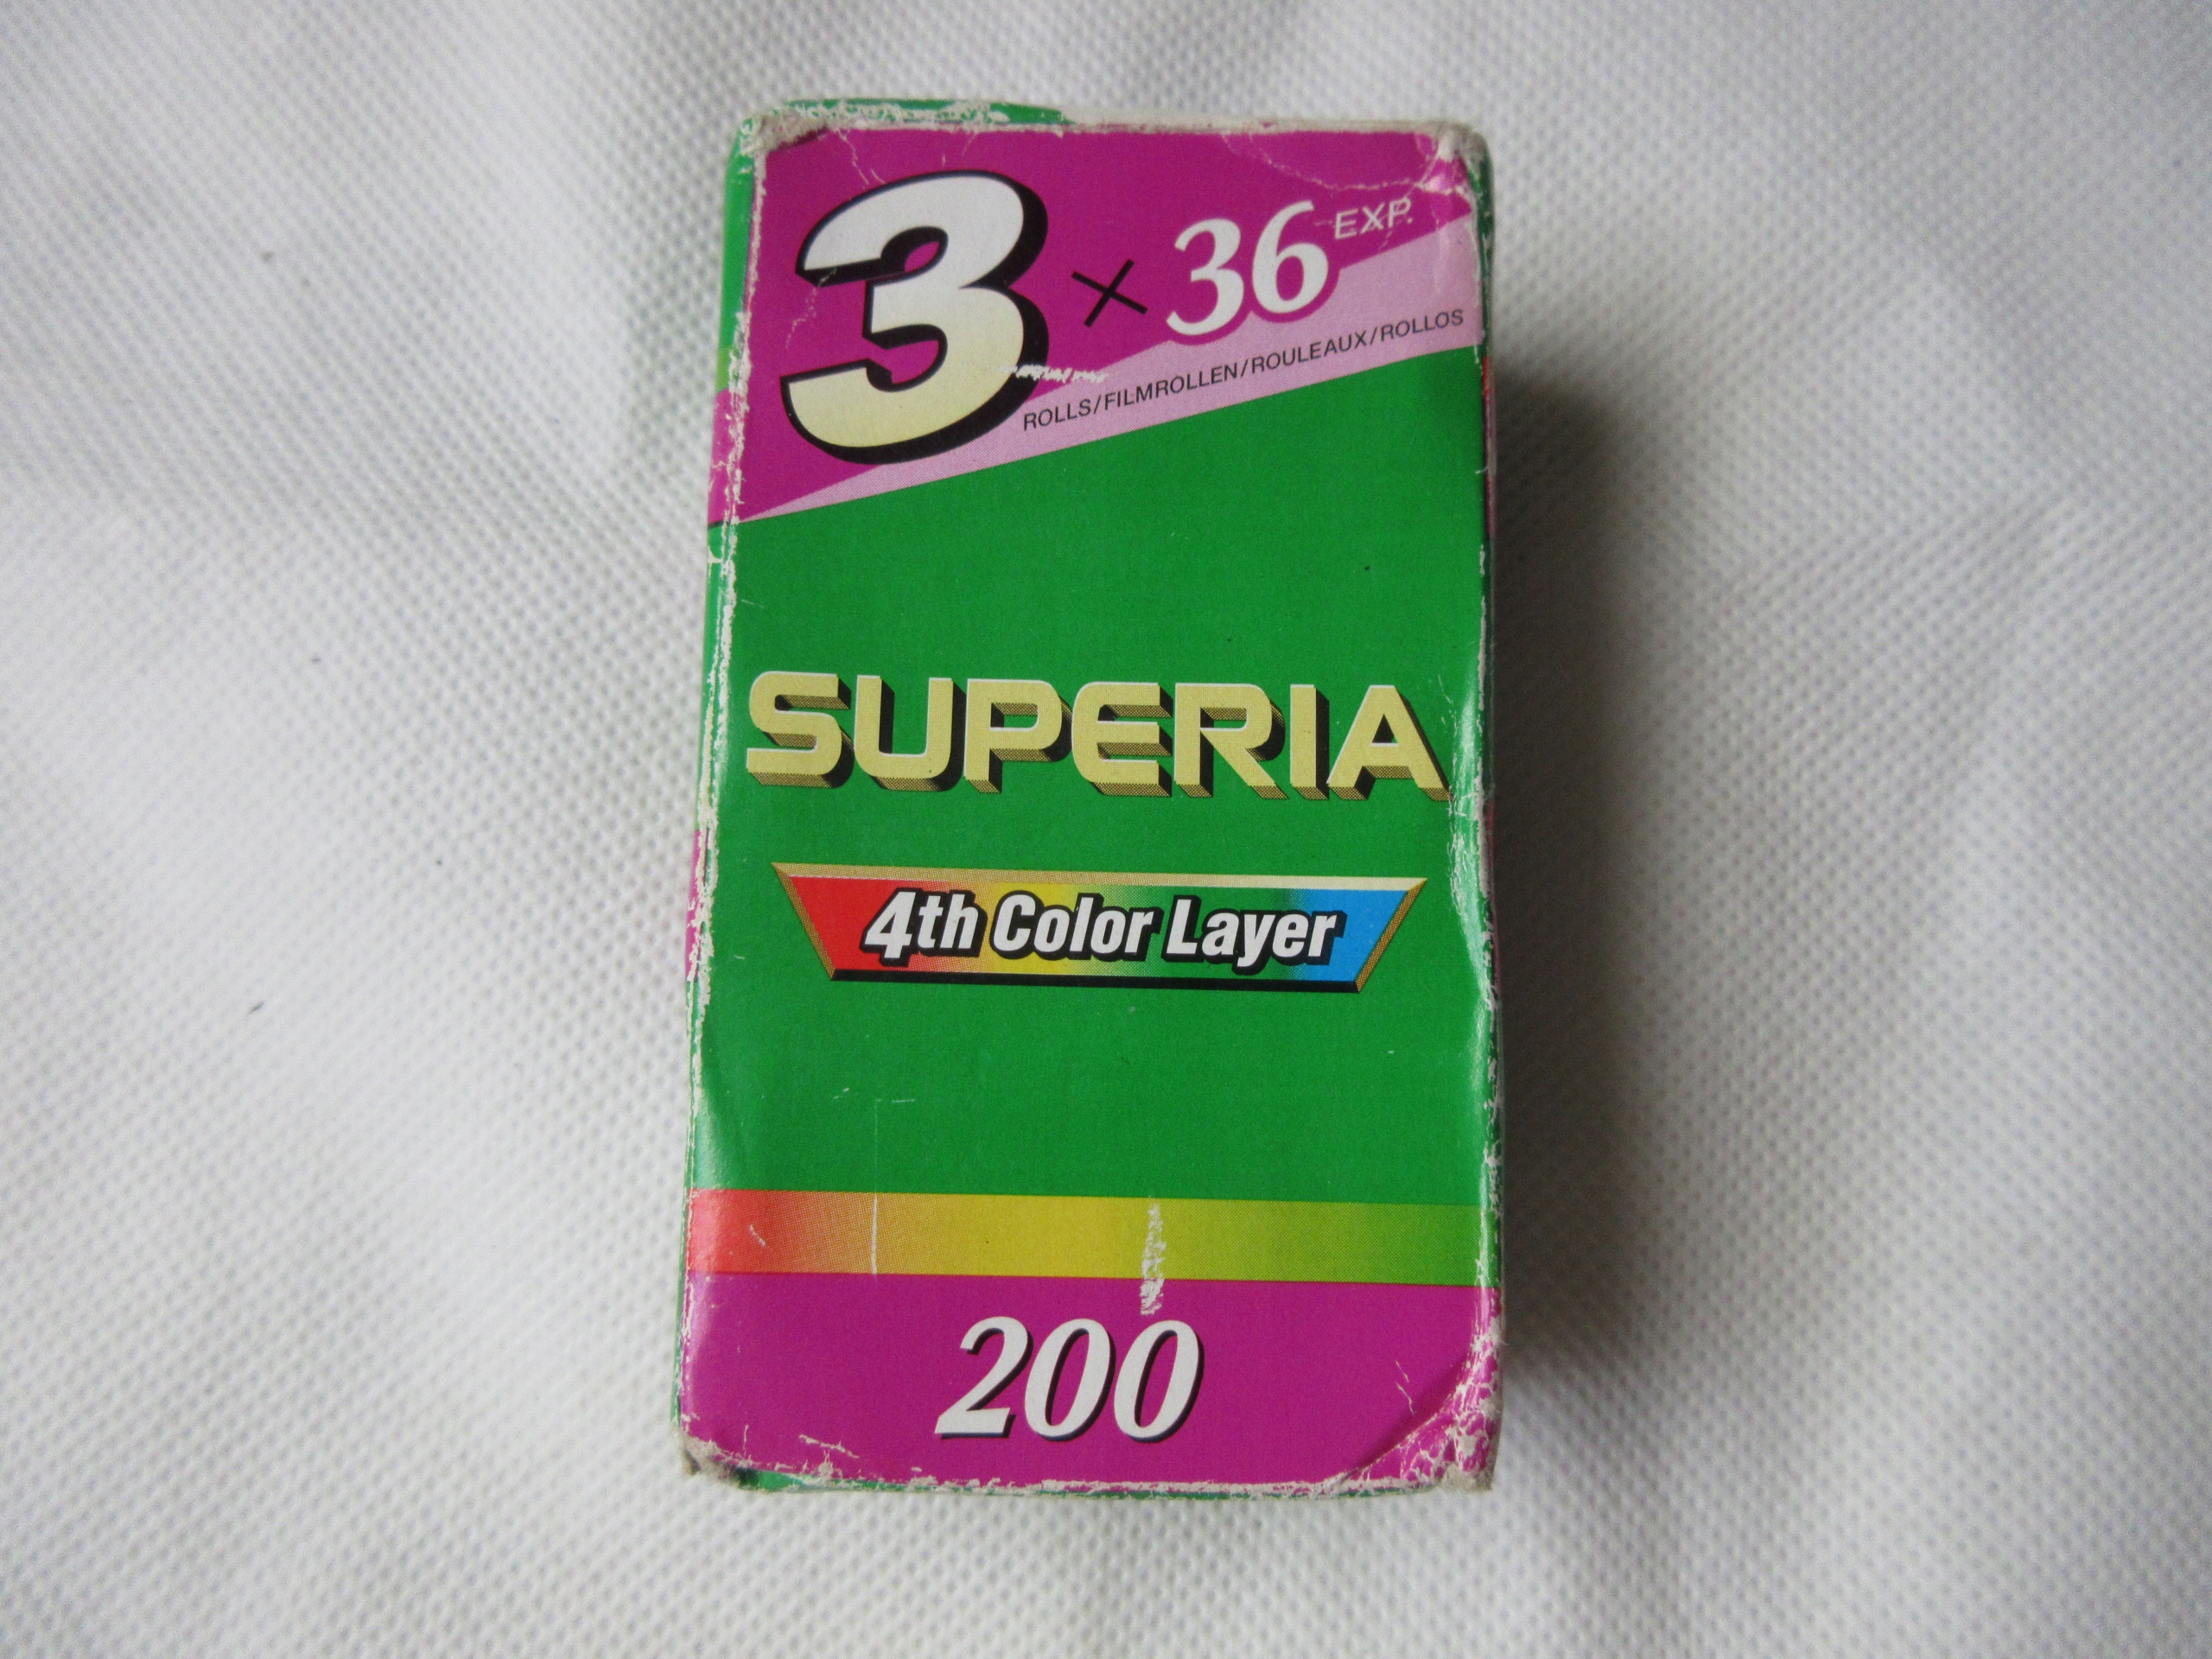 3 × 36 EXP.
ROLLS/FILMROLLEN/ROULEAUX/ROLLOS
SUPERIA
4th Color Layer
200